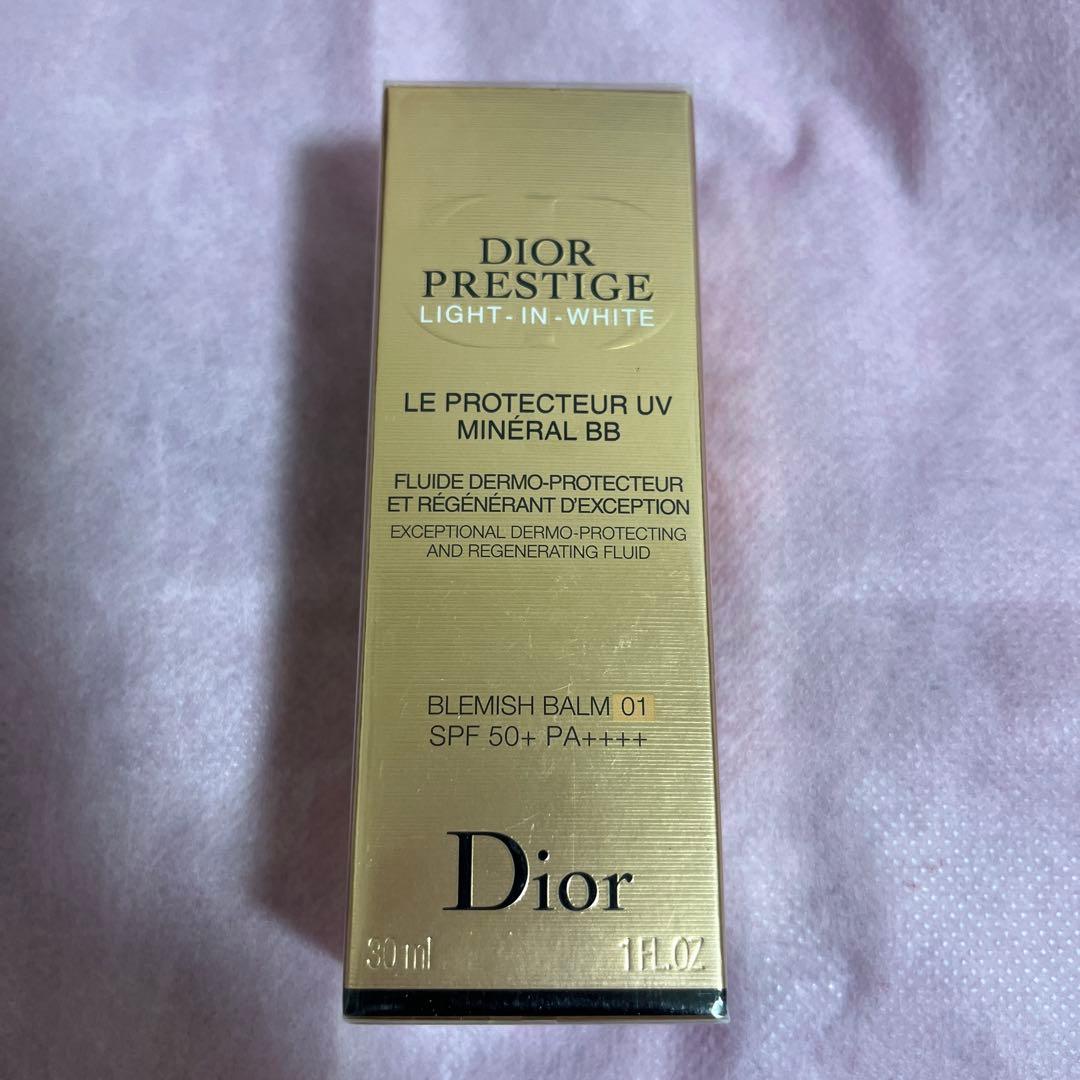 DIOR
PRESTIGE
LIGHT-IN-WHITE
LE PROTECTEUR UV
MINÉRAL BB
FLUIDE DERMO-PROTECTEUR
ET RÉGÉNÉRANT D'EXCEPTION
EXCEPTIONAL DERMO-PROTECTING
AND REGENERATING FLUID
BLEMISH BALM 01
SPF 50+ PA++++
Dior
30 ml 1 FL.OZ